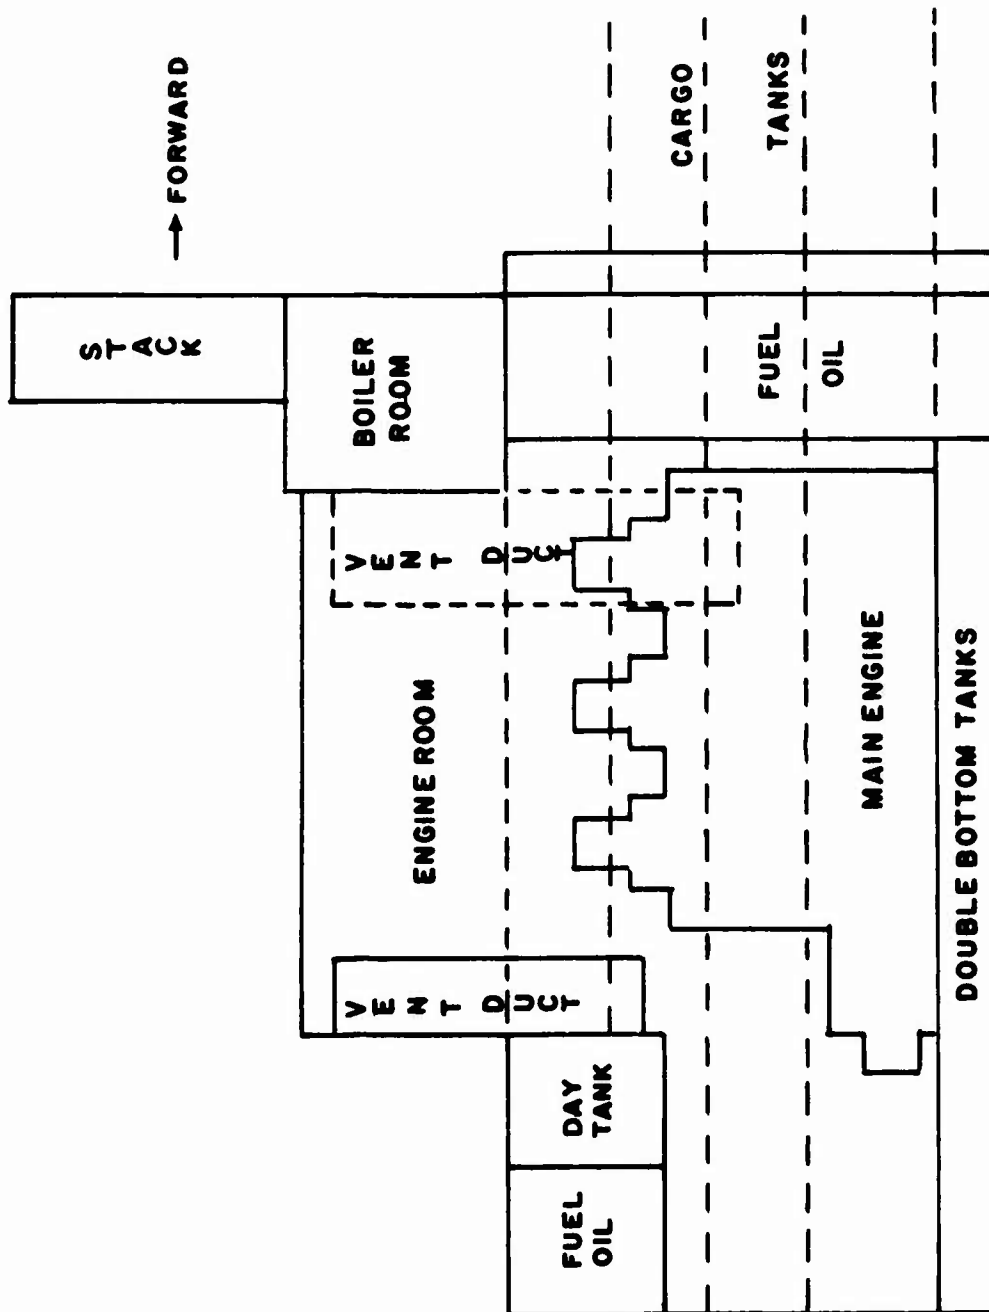 → FORWARD
STACK
BOILER
ROOM
VENT DUCT
ENGINE ROOM
VENT DUCT
CARGO
TANKS
FUEL
OIL
DAY
TANK
FUEL
OIL
MAIN ENGINE
DOUBLE BOTTOM TANKS